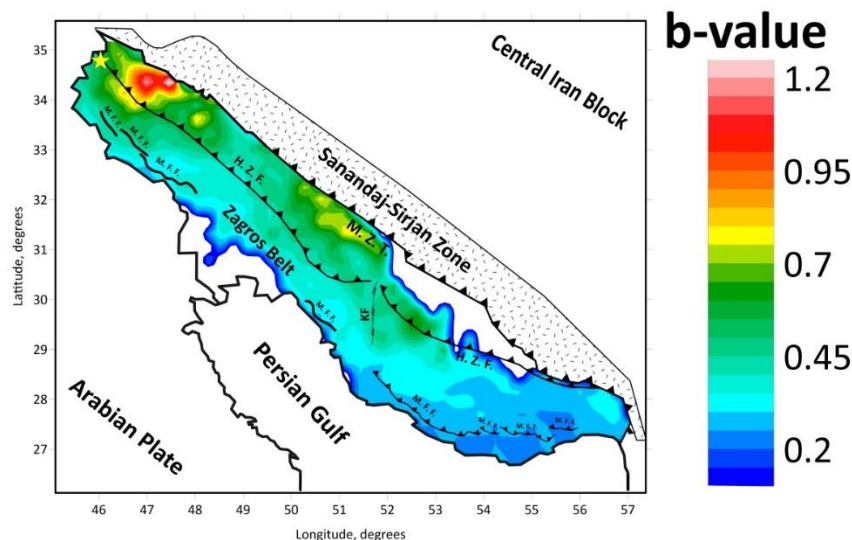 b-value
1.2
0.95
0.7
0.45
0.2
Central Iran Block
Sanandaj-Sirjan Zone
M. Z. T.
H. Z. F.
Zagros Belt
M. F. F.
M. F. F.
M. F. F.
M. F. F.
KF
H. Z. F.
M. F. F.
M. F. F.
M. F. F.
M. F. F.
Persian Gulf
Arabian Plate
Latitude, degrees
35
34
33
32
31
30
29
28
27
46 47 48 49 50 51 52 53 54 55 56 57
Longitude, degrees